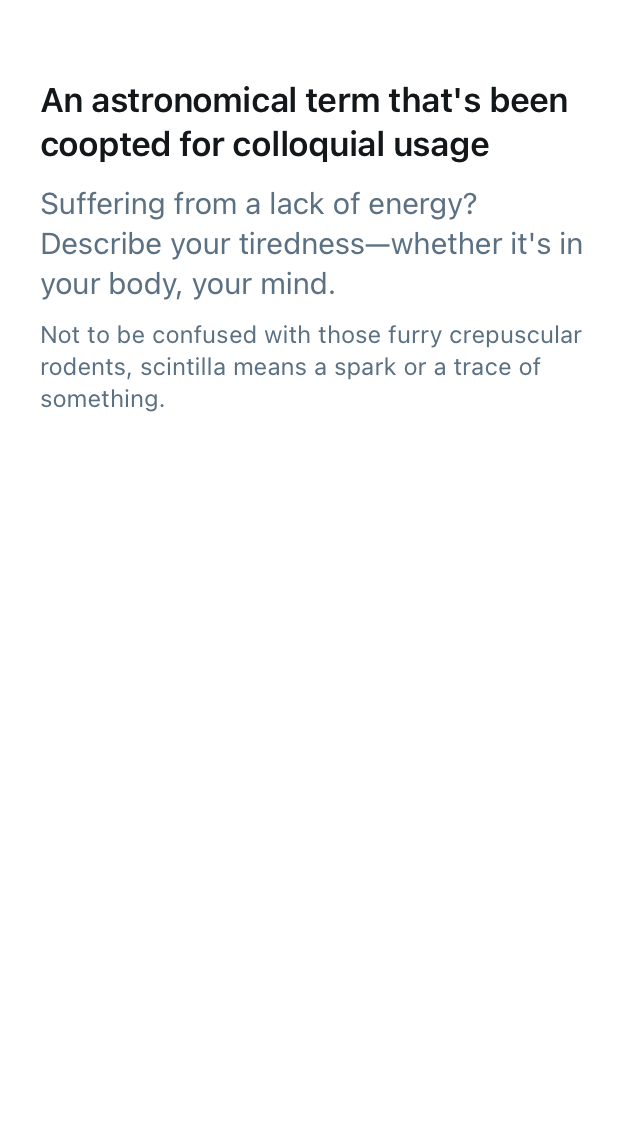 An astronomical term that's been
coopted for colloquial usage
Suffering from a lack of energy?
Describe your tiredness—whether it's in
your body, your mind.
Not to be confused with those furry crepuscular
rodents, scintilla means a spark or a trace of
something.